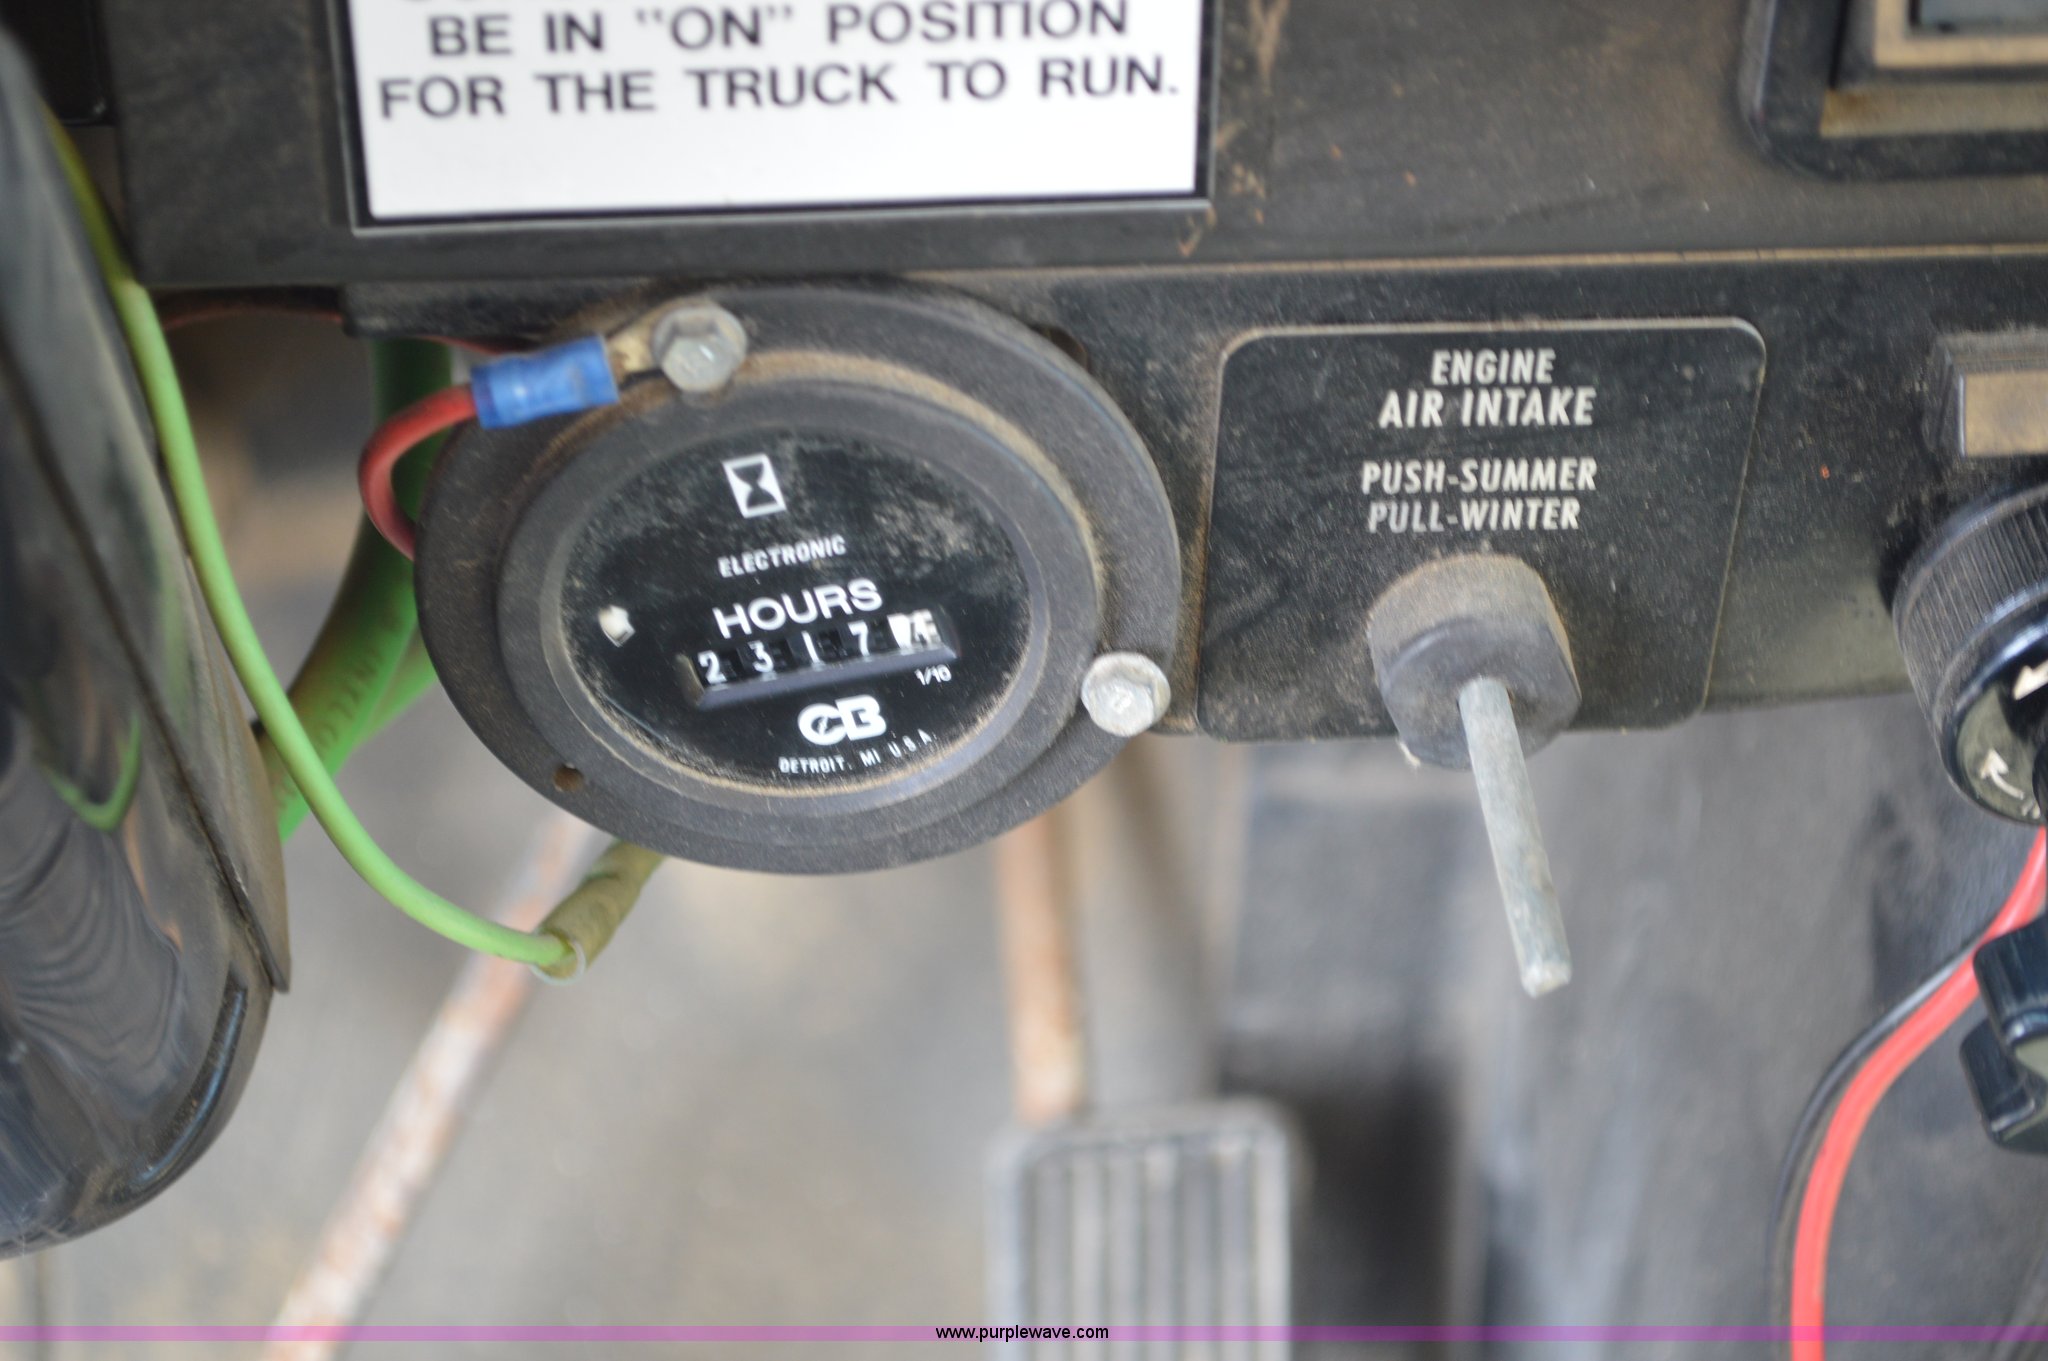 BE IN "ON" POSITION
FOR THE TRUCK TO RUN.
ENGINE
AIR INTAKE
PUSH-SUMMER
PULL-WINTER
ELECTRONIC
HOURS
2 3 1 7
1/10
CB
DETROIT, MI U.S.A.
www.purplewave.com